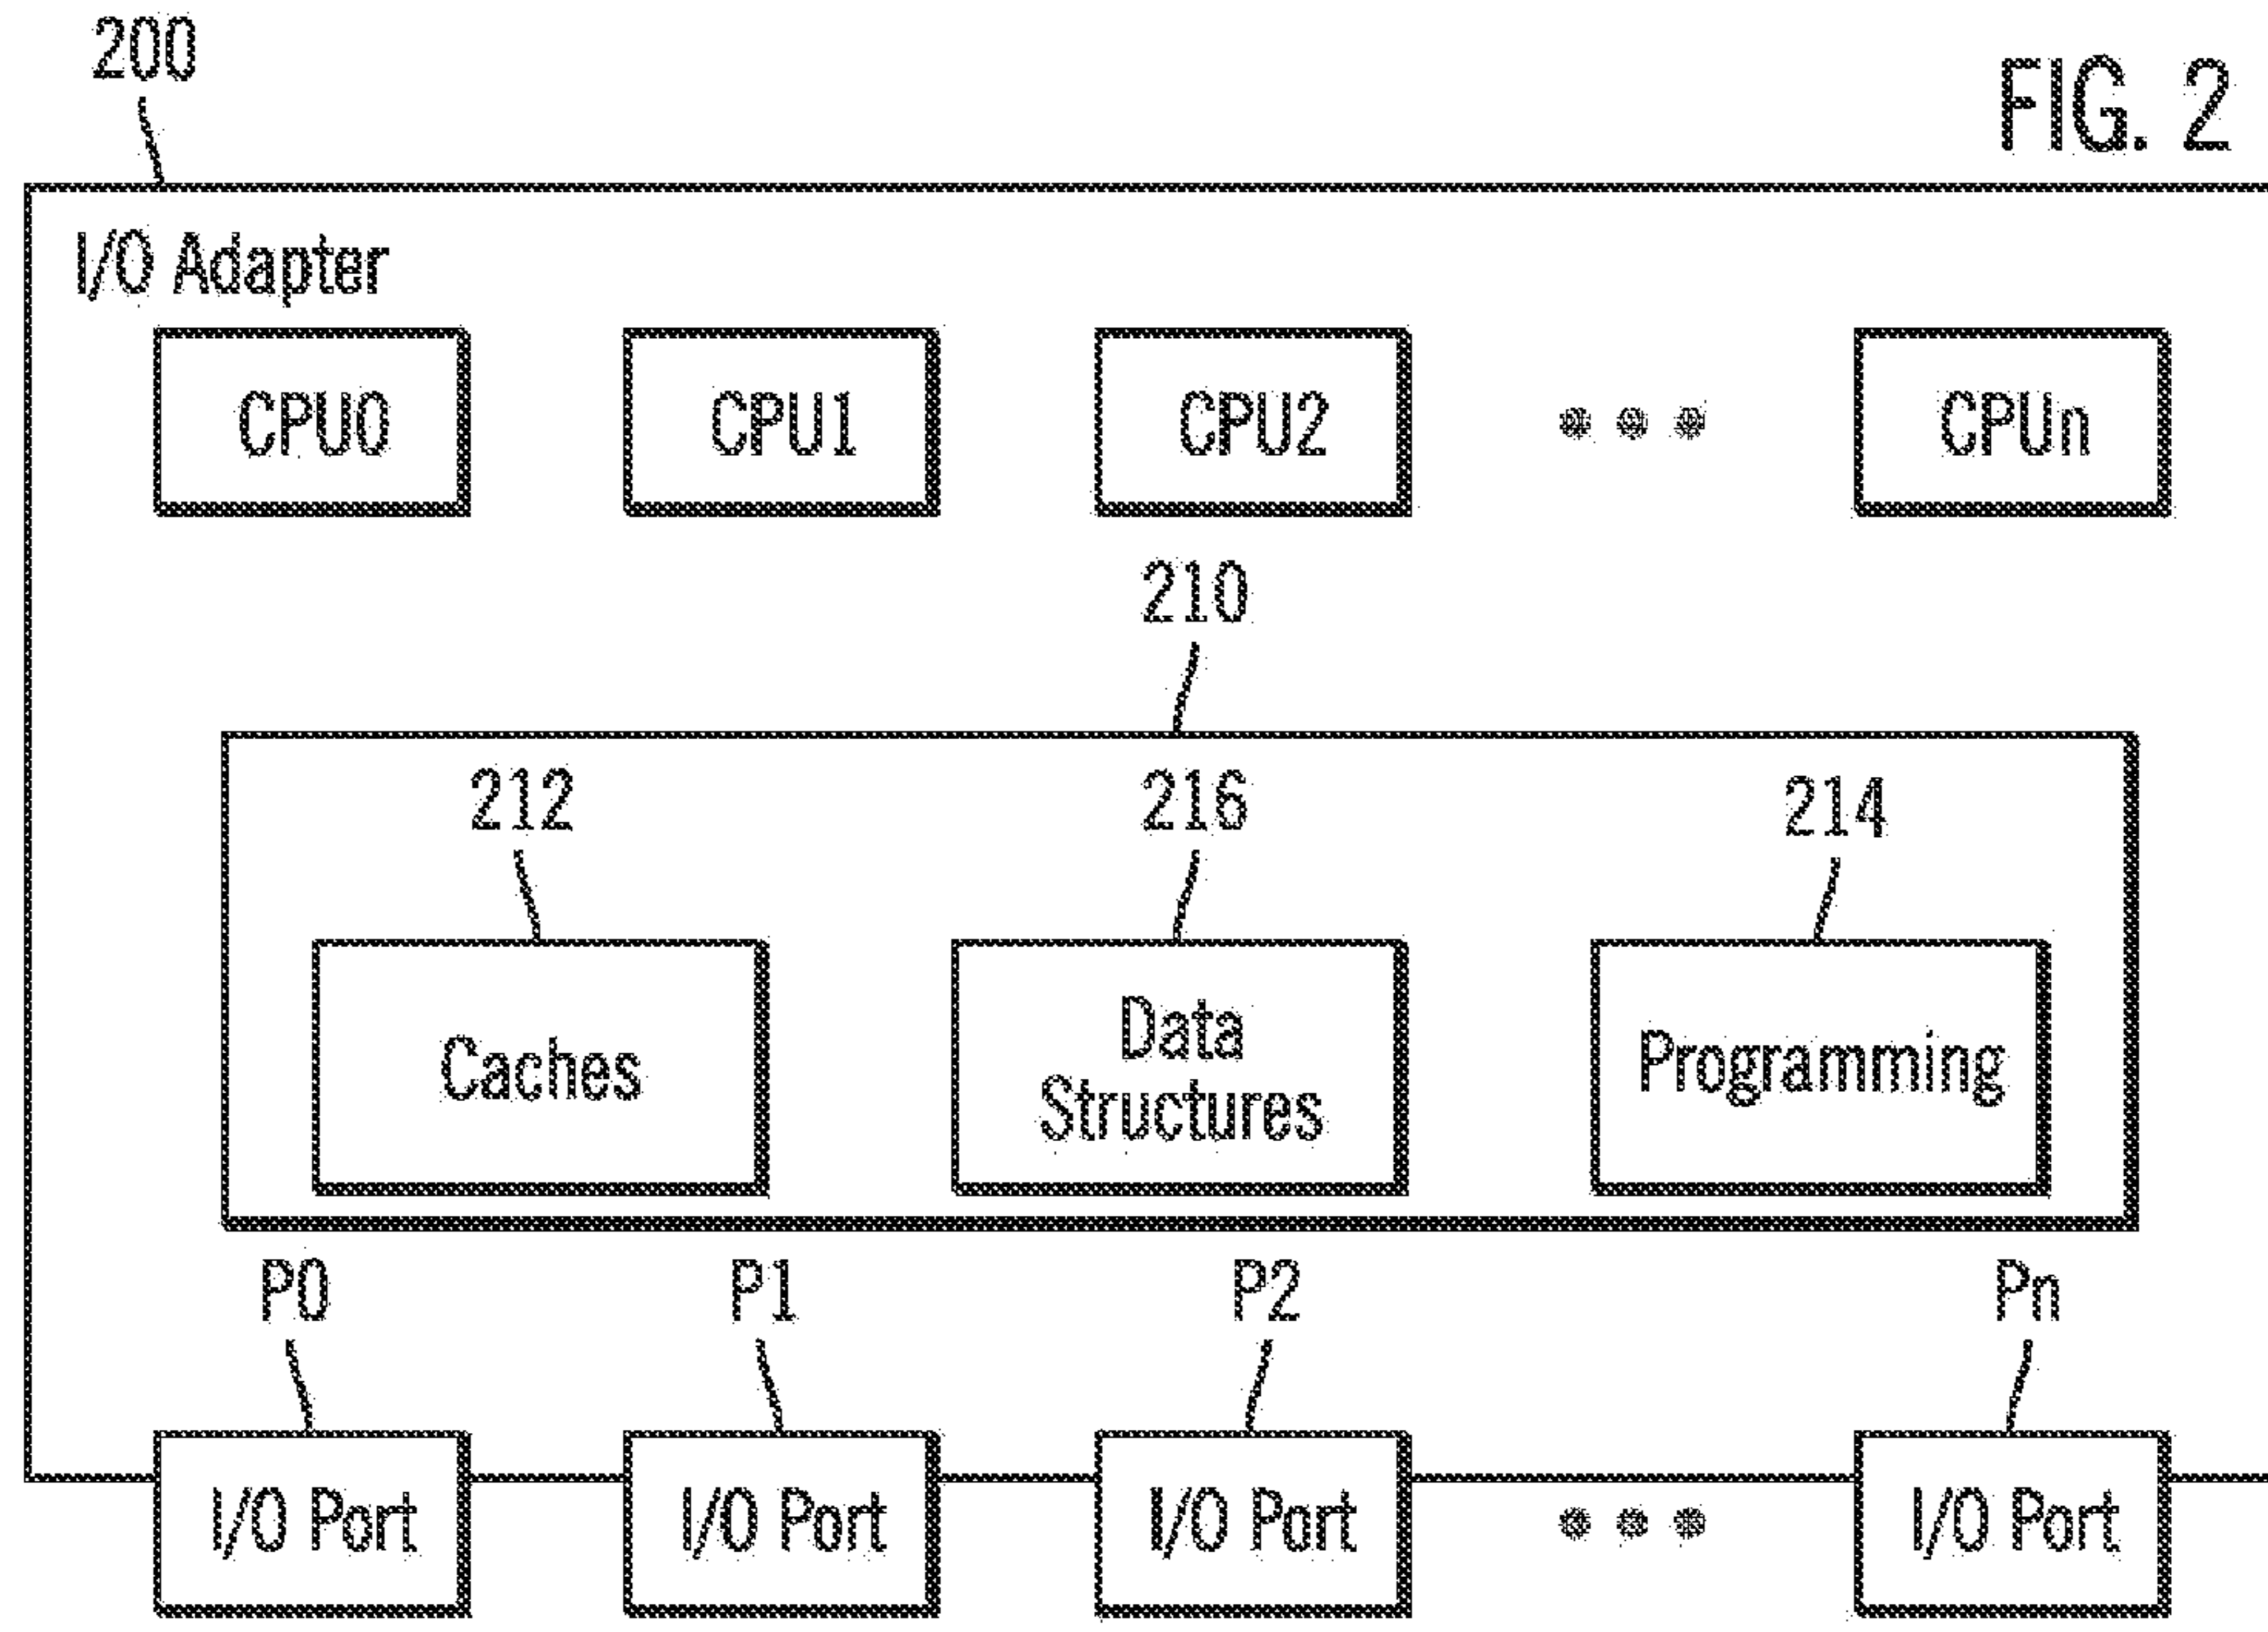 200
FIG. 2
I/O Adapter
CPU0 CPU1 CPU2 CPUn
210
212 216 214
Caches
Data
Structures
Programming
P0 P1 P2 Pn
I/O Port I/O Port I/O Port I/O Port